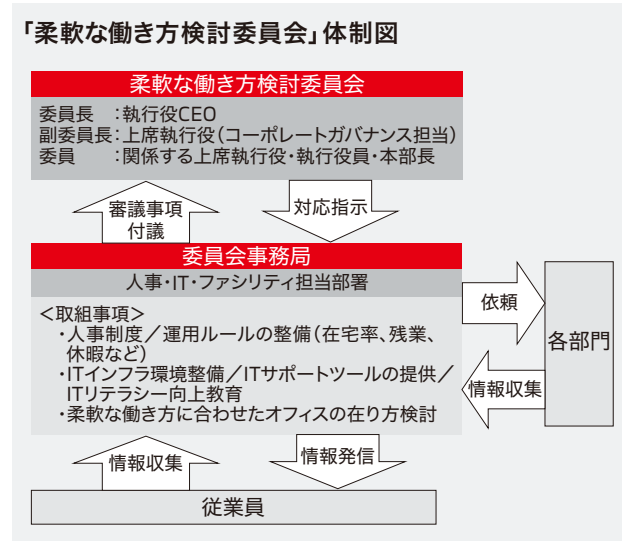 「柔軟な働き方検討委員会」体制図
柔軟な働き方検討委員会
委員長 ：執行役CEO
副委員長：上席執行役（コーポレートガバナンス担当）
委員 ：関係する上席執行役・執行役員・本部長
審議事項
付議
対応指示
委員会事務局
人事・IT・ファシリティ担当部署
＜取組事項＞
・人事制度／運用ルールの整備（在宅率、残業、
休暇など）
・ITインフラ環境整備／ITサポートツールの提供／
ITリテラシー向上教育
・柔軟な働き方に合わせたオフィスの在り方検討
依頼
各部門
情報収集
情報収集
情報発信
従業員